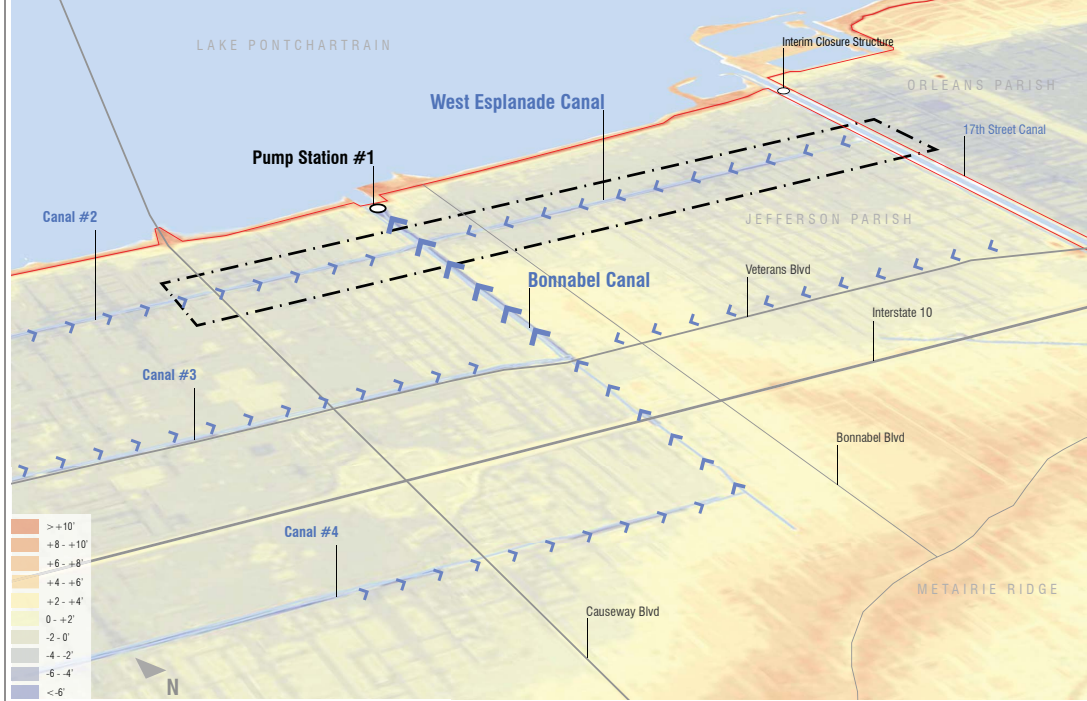 LAKE PONTCHARTRAIN
Interim Closure Structure
ORLEANS PARISH
West Esplanade Canal
17th Street Canal
Pump Station #1
Canal #2
JEFFERSON PARISH
Veterans Blvd
Bonnabel Canal
Interstate 10
Canal #3
Bonnabel Blvd
Canal #4
METAIRIE RIDGE
Causeway Blvd
>+10'
+8 - +10'
+6 - +8'
+4 - +6'
+2 - +4'
0 - +2'
-2 - 0'
-4 - -2'
-6 - -4'
<-6'
N